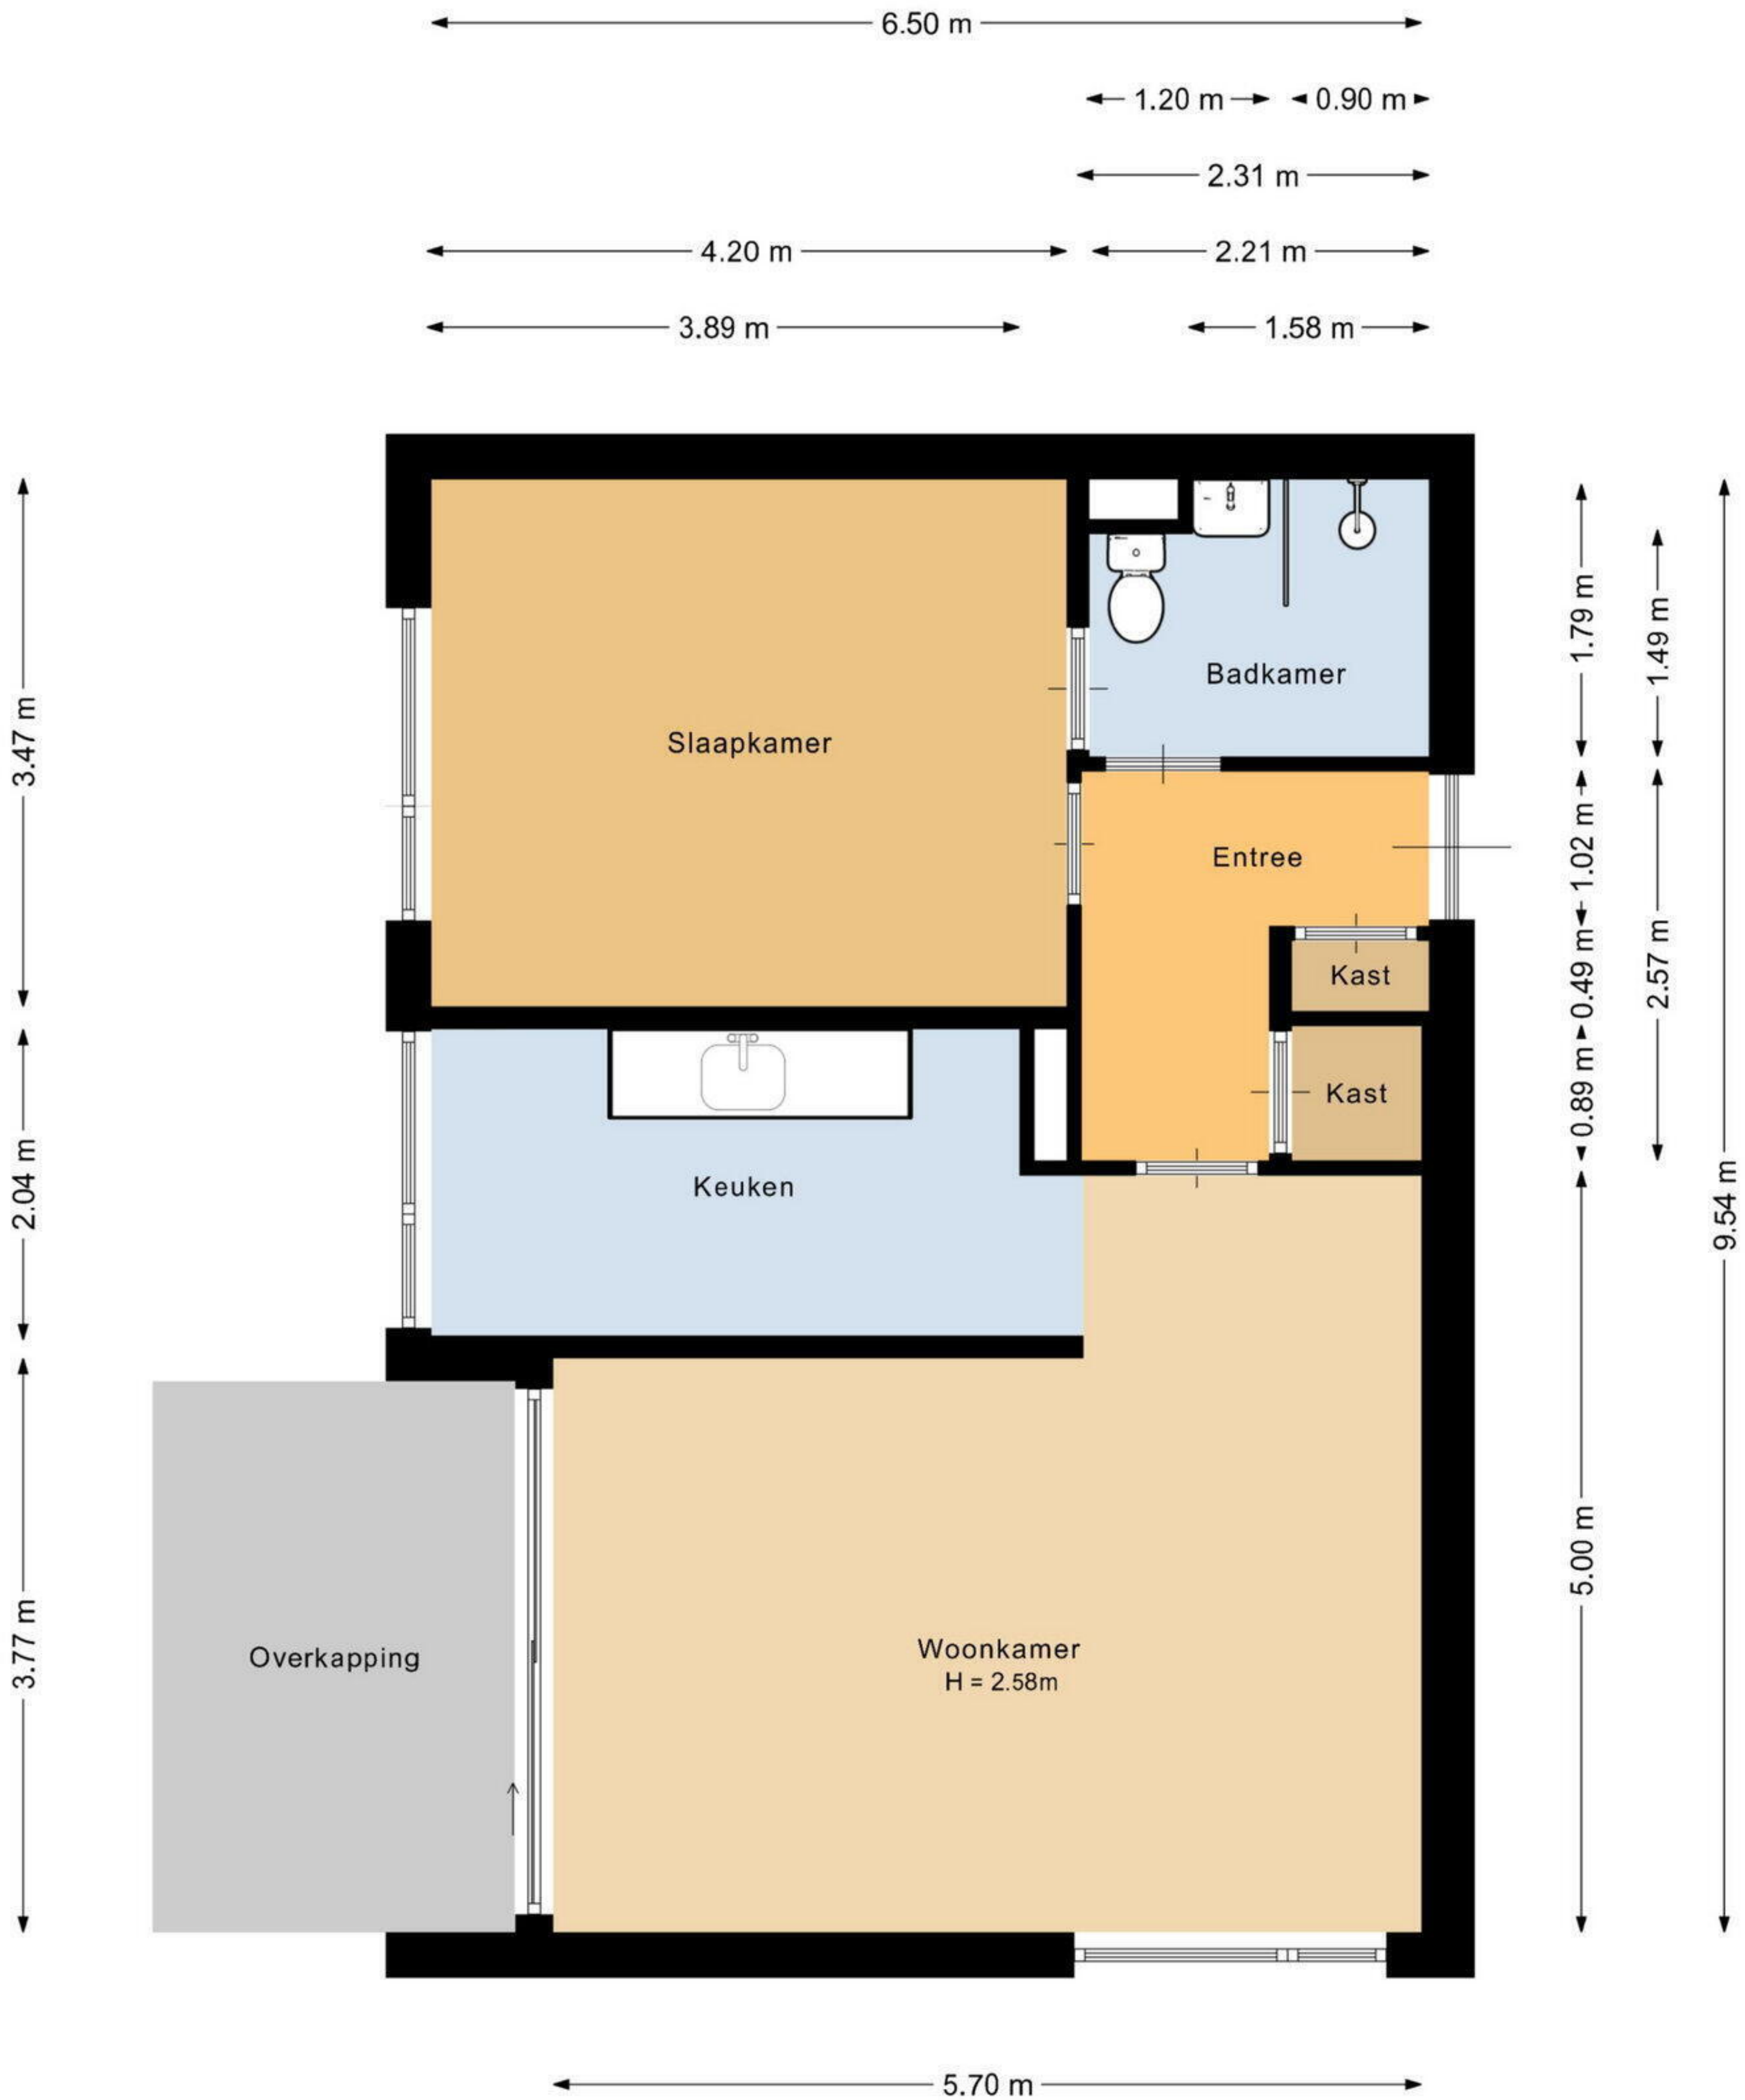 6.50 m
1.20 m
0.90 m
2.31 m
4.20 m
2.21 m
3.89 m
1.58 m
3.47 m
2.04 m
3.77 m
Slaapkamer
Badkamer
Entree
Kast
Kast
Keuken
Woonkamer
H = 2.58m
Overkapping
1.79 m
1.02 m
0.49 m
0.89 m
5.00 m
1.49 m
2.57 m
9.54 m
5.70 m